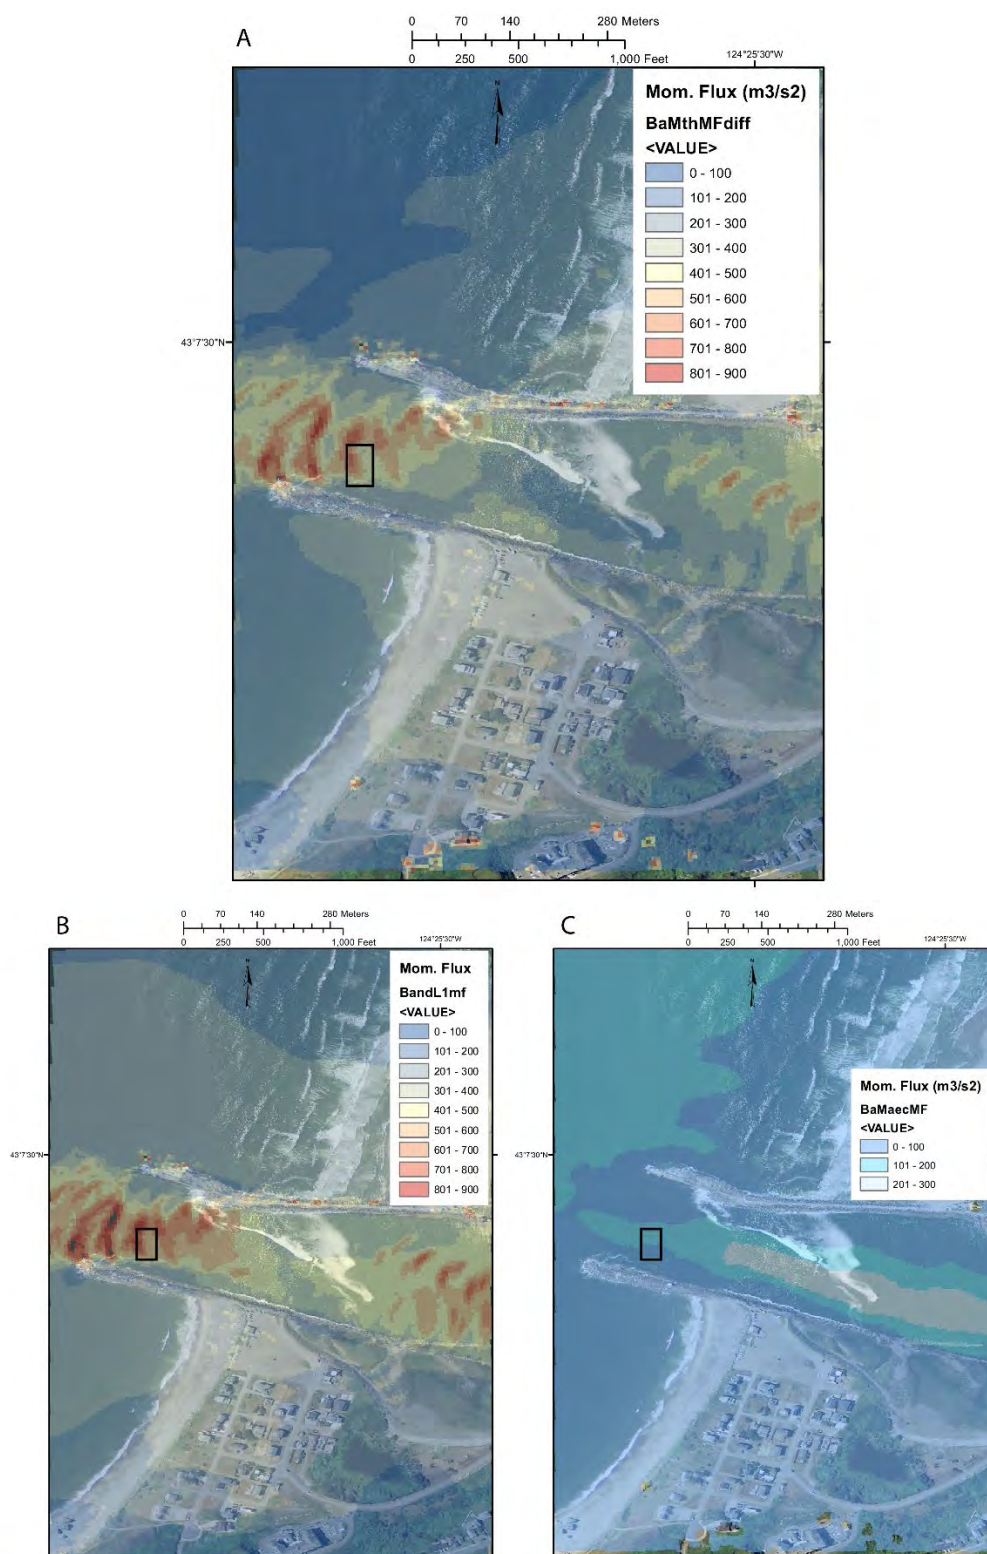 A
0 70 140 280 Meters
0 250 500 1,000 Feet
124°25'30"W
N
43°7'30"N
Mom. Flux (m3/s2)
BaMthMFdiff
<VALUE>
0 - 100
101 - 200
201 - 300
301 - 400
401 - 500
501 - 600
601 - 700
701 - 800
801 - 900
B
0 70 140 280 Meters
0 250 500 1,000 Feet
124°25'30"W
N
43°7'30"N
Mom. Flux
BandL1mf
<VALUE>
0 - 100
101 - 200
201 - 300
301 - 400
401 - 500
501 - 600
601 - 700
701 - 800
801 - 900
C
0 70 140 280 Meters
0 250 500 1,000 Feet
124°25'30"W
N
43°7'30"N
Mom. Flux (m3/s2)
BaMaecMF
<VALUE>
0 - 100
101 - 200
201 - 300